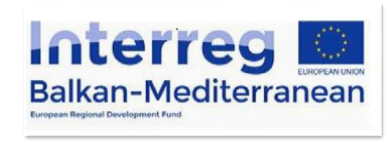 Interreg
EUROPEAN UNION
Balkan-Mediterranean
European Regional Development Fund